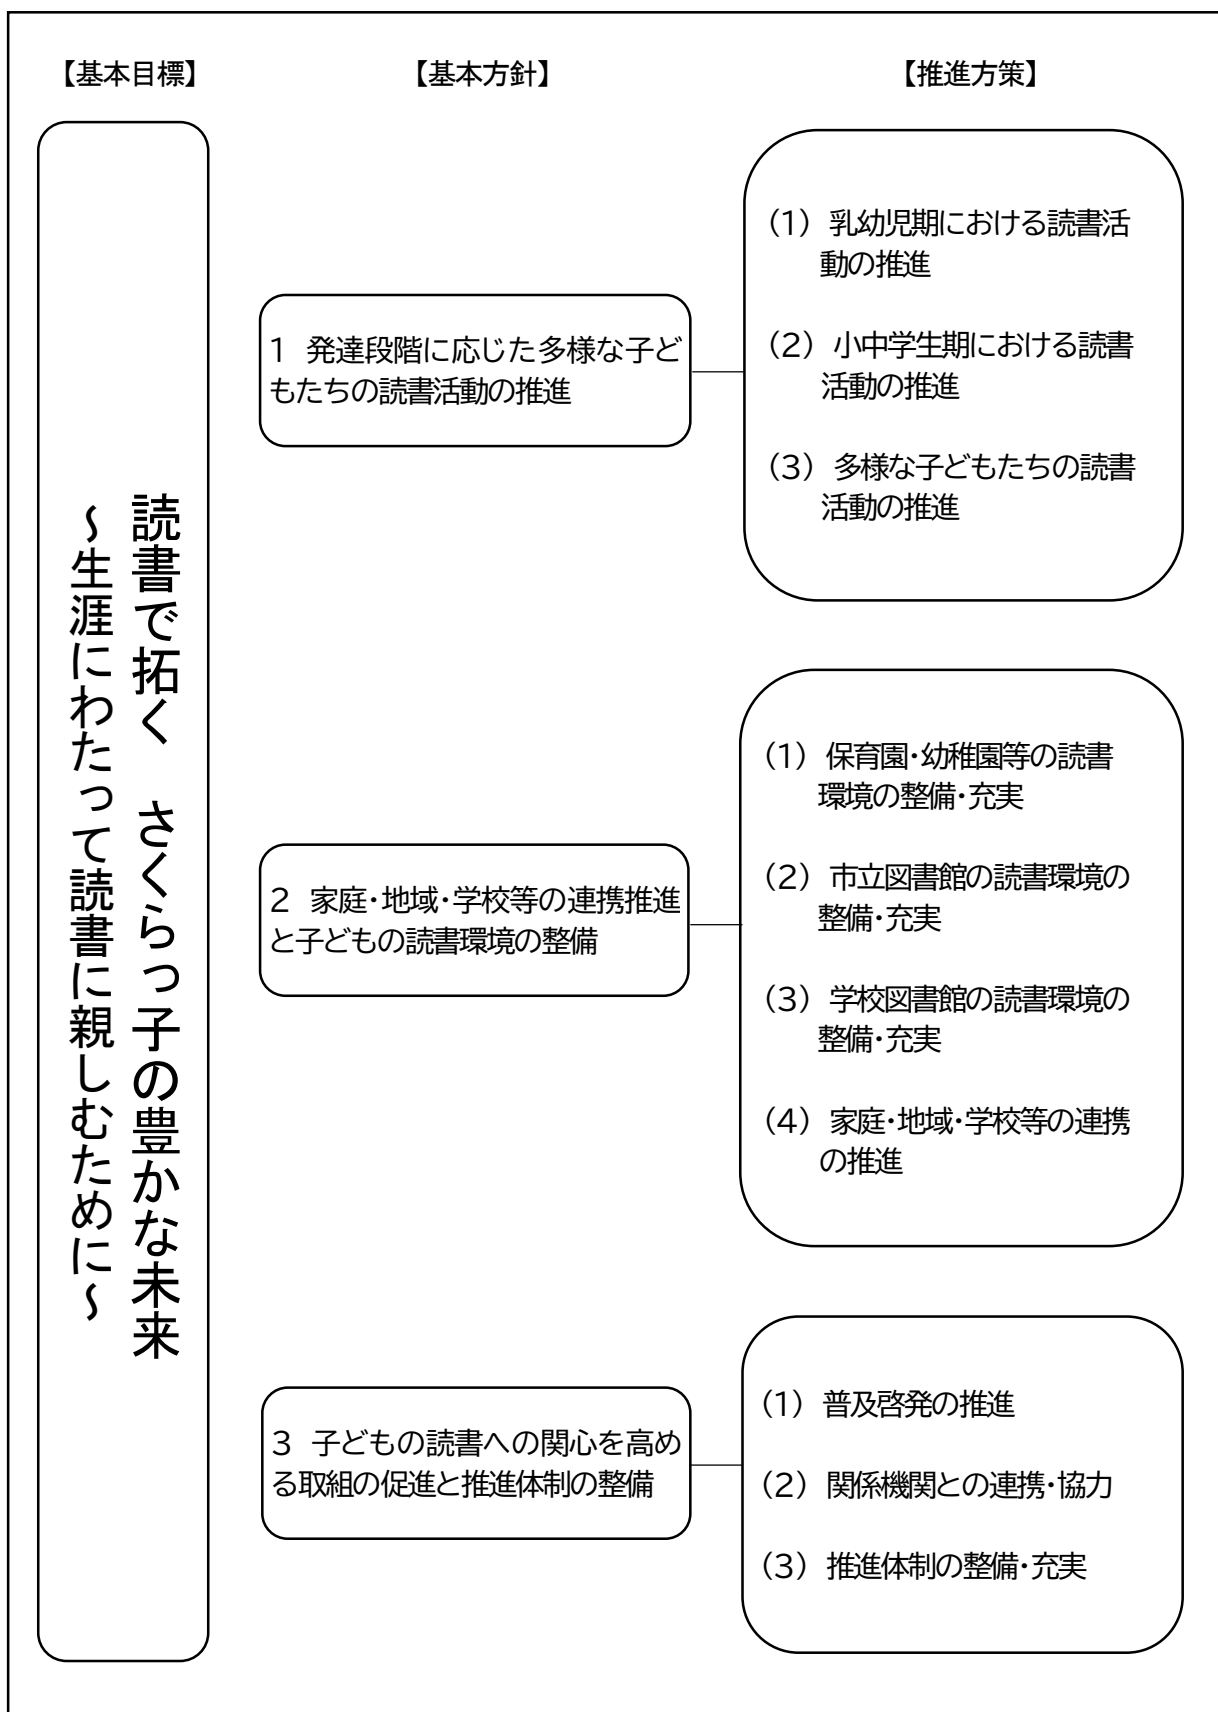 【基本目標】
【基本方針】
【推進方策】
読書で拓く　さくらっ子の豊かな未来
～生涯にわたって読書に親しむために～
1　発達段階に応じた多様な子ど
もたちの読書活動の推進
（1）乳幼児期における読書活
動の推進
（2）小中学生期における読書
活動の推進
（3）多様な子どもたちの読書
活動の推進
2　家庭・地域・学校等の連携推進
と子どもの読書環境の整備
（1）保育園・幼稚園等の読書
環境の整備・充実
（2）市立図書館の読書環境の
整備・充実
（3）学校図書館の読書環境の
整備・充実
（4）家庭・地域・学校等の連携
の推進
3　子どもの読書への関心を高め
る取組の促進と推進体制の整備
（1）普及啓発の推進
（2）関係機関との連携・協力
（3）推進体制の整備・充実